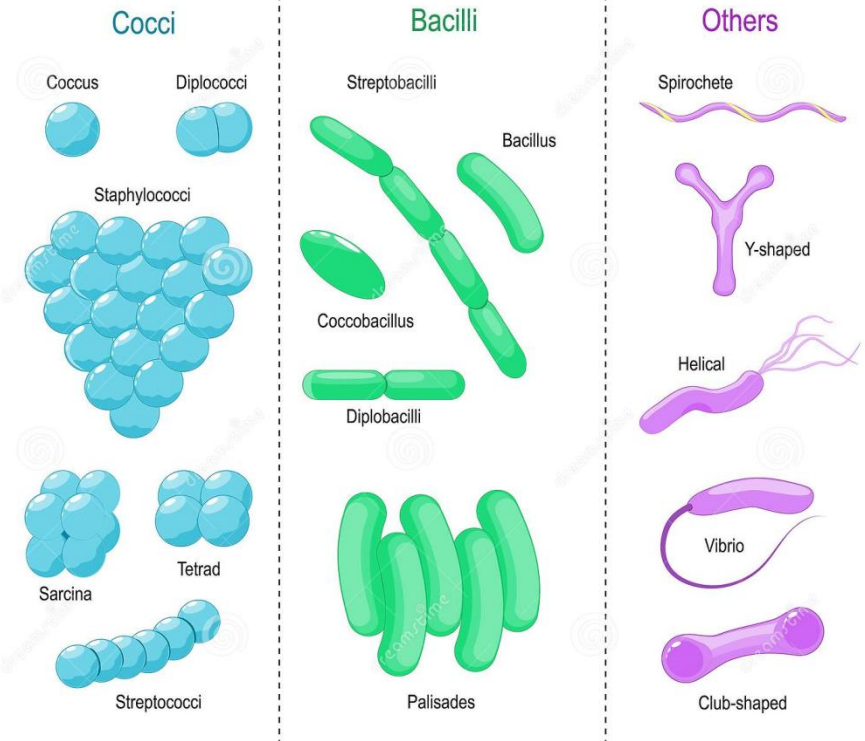 Cocci
Coccus
Diplococci
Staphylococci
Sarcina
Tetrad
Streptococci
Bacilli
Streptobacilli
Bacillus
Coccobacillus
Diplobacilli
Palisades
Others
Spirochete
Y-shaped
Helical
Vibrio
Club-shaped
dreamstime